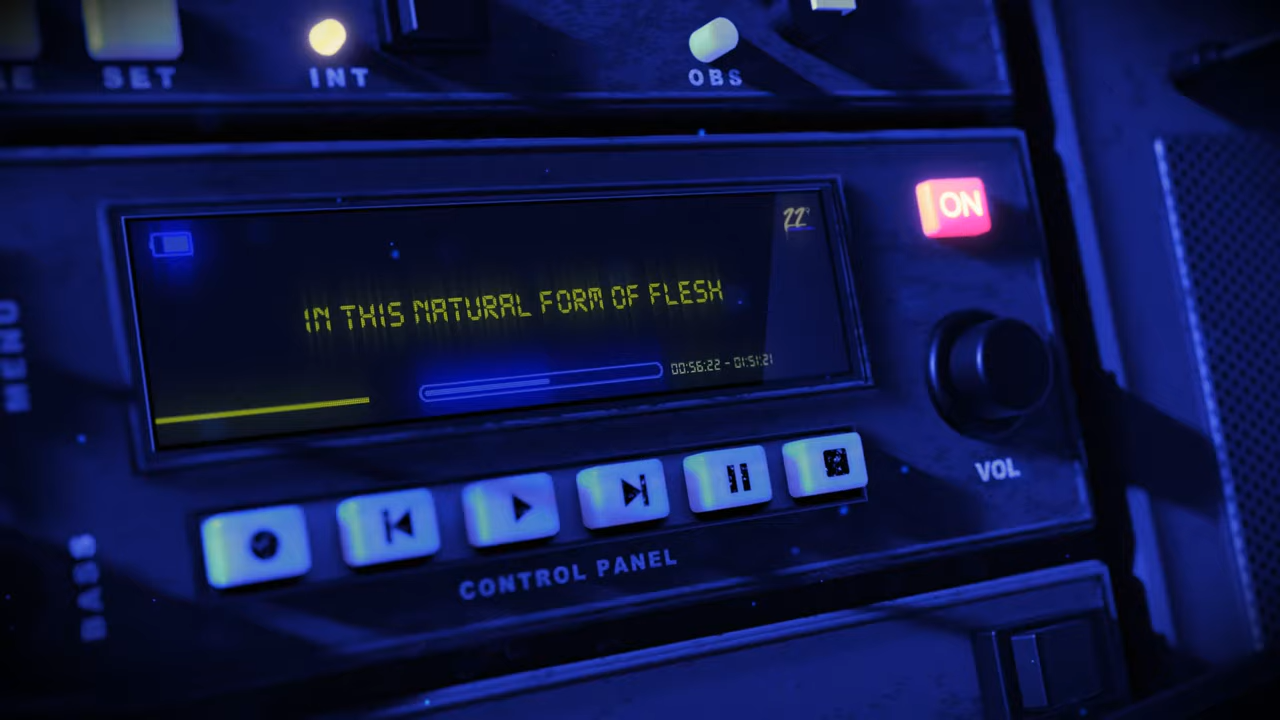 SET
INT
OBS
22°
ON
IN THIS NATURAL FORM OF FLESH
00:56:22 - 01:51:21
MENU
VOL
CONTROL PANEL
BASS